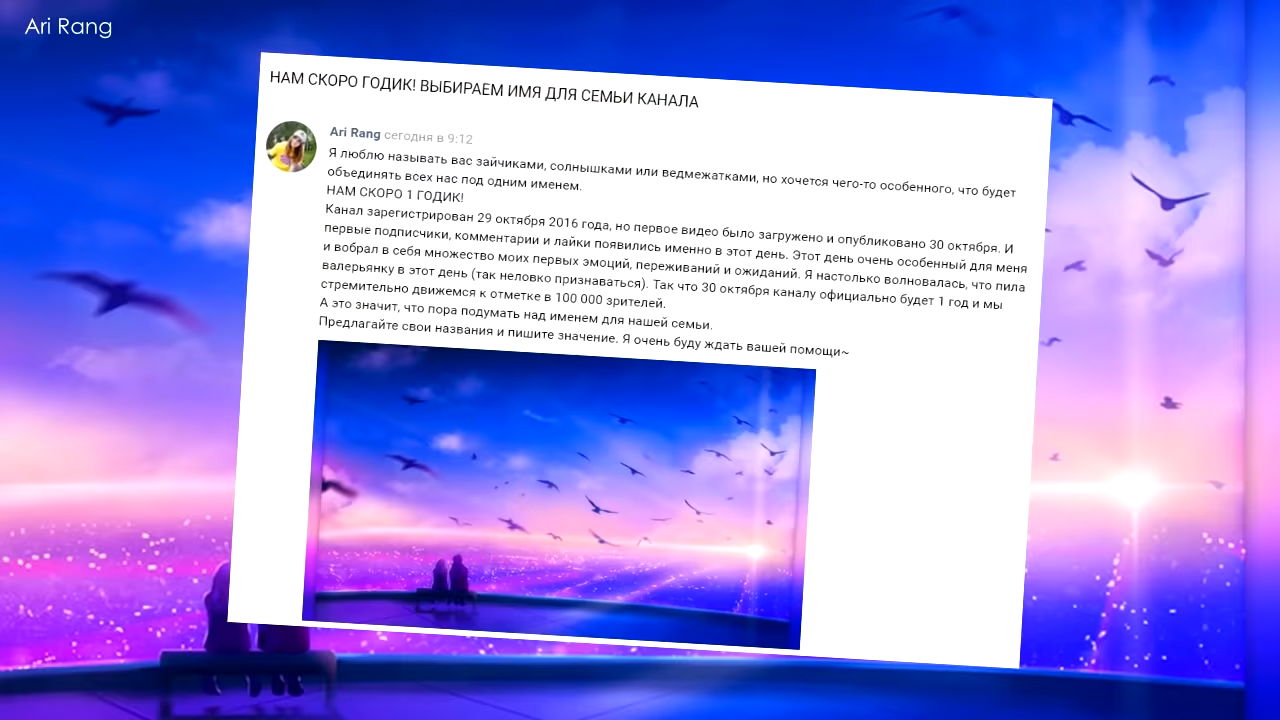 Ari Rang
НАМ СКОРО ГОДИК! ВЫБИРАЕМ ИМЯ ДЛЯ СЕМЬИ КАНАЛА
Ari Rang сегодня в 9:12
Я люблю называть вас зайчиками, солнышками или ведмежатками, но хочется чего-то особенного, что будет
объединять всех нас под одним именем.
НАМ СКОРО 1 ГОДИК!
Канал зарегистрирован 29 октября 2016 года, но первое видео было загружено и опубликовано 30 октября. И
первые подписчики, комментарии и лайки появились именно в этот день. Этот день очень особенный для меня
и вобрал в себя множество моих первых эмоций, переживаний и ожиданий. Я настолько волновалась, что пила
валерьянку в этот день (так неловко признаваться). Так что 30 октября каналу официально будет 1 год и мы
стремительно движемся к отметке в 100 000 зрителей.
А это значит, что пора подумать над именем для нашей семьи.
Предлагайте свои названия и пишите значение. Я очень буду ждать вашей помощи~